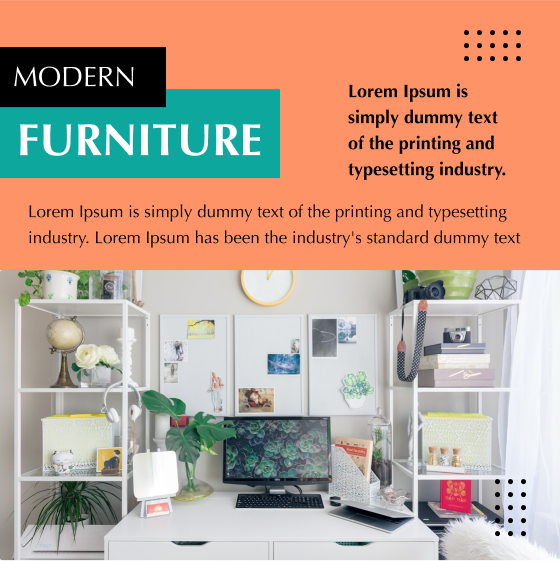 MODERN
FURNITURE
Lorem Ipsum is
simply dummy text
of the printing and
typesetting industry.
Lorem Ipsum is simply dummy text of the printing and typesetting
industry. Lorem Ipsum has been the industry's standard dummy text